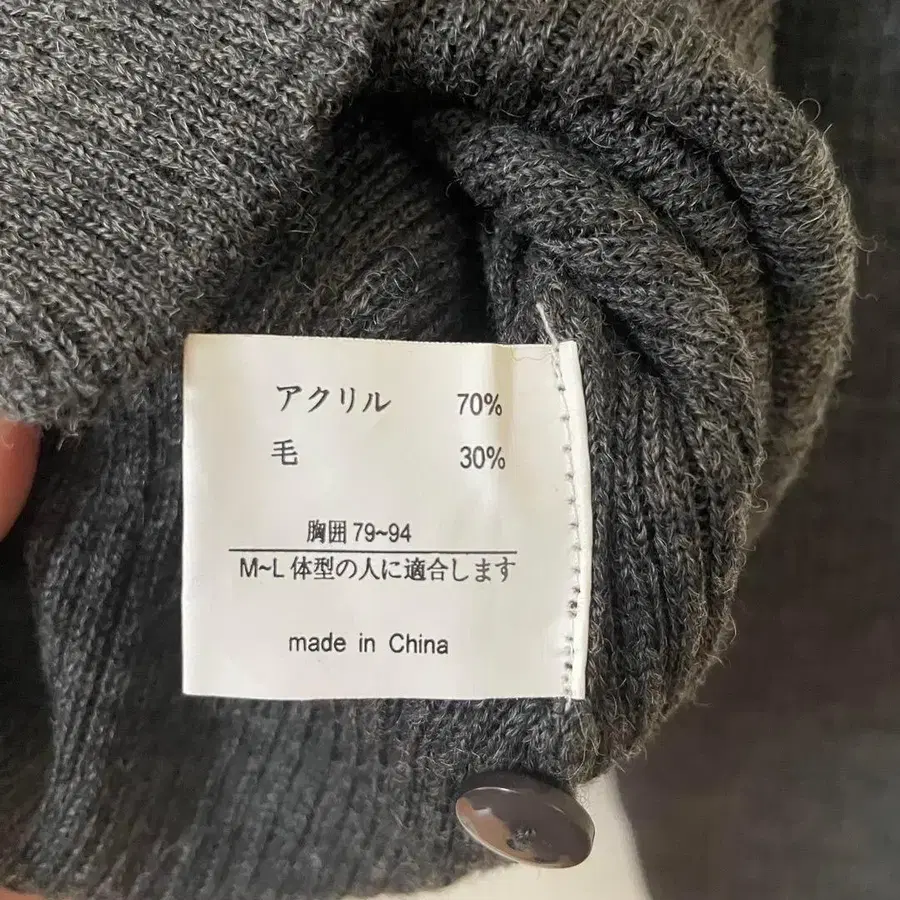 アクリル 70%
毛 30%
胸囲 79~94
M~L 体型の人に適合します
made in China